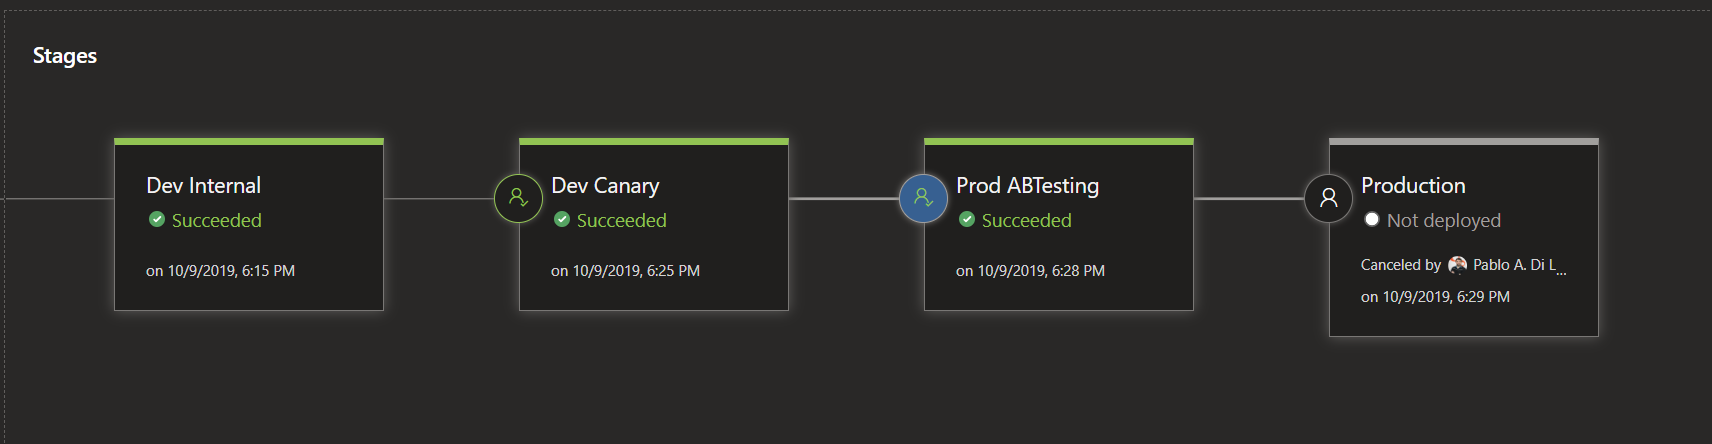 Stages
Dev Internal
Succeeded
on 10/9/2019, 6:15 PM
Dev Canary
Succeeded
on 10/9/2019, 6:25 PM
Prod ABTesting
Succeeded
on 10/9/2019, 6:28 PM
Production
Not deployed
Canceled by Pablo A. Di L...
on 10/9/2019, 6:29 PM